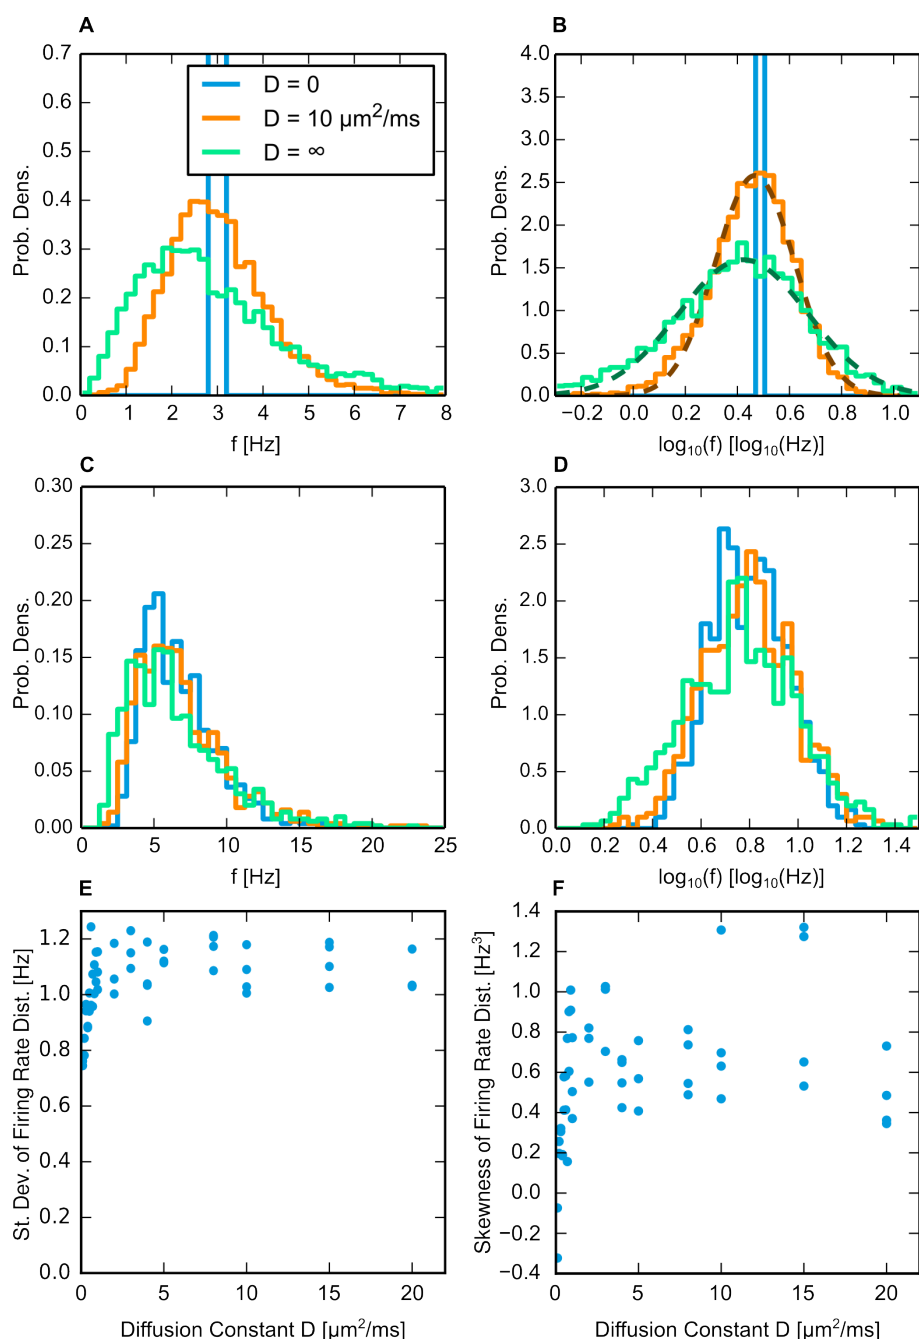 A
0.7
0.6
0.5
0.4
0.3
0.2
0.1
0.0
Prob. Dens.
D = 0
D = 10 μm²/ms
D = ∞
0 1 2 3 4 5 6 7 8
f [Hz]
B
4.0
3.5
3.0
2.5
2.0
1.5
1.0
0.5
0.0
Prob. Dens.
−0.2 0.0 0.2 0.4 0.6 0.8 1.0
log₁₀(f) [log₁₀(Hz)]
C
0.30
0.25
0.20
0.15
0.10
0.05
0.00
Prob. Dens.
0 5 10 15 20 25
f [Hz]
D
3.0
2.5
2.0
1.5
1.0
0.5
0.0
Prob. Dens.
0.0 0.2 0.4 0.6 0.8 1.0 1.2 1.4
log₁₀(f) [log₁₀(Hz)]
E
1.2
1.0
0.8
0.6
0.4
0.2
0.0
St. Dev. of Firing Rate Dist. [Hz]
0 5 10 15 20
Diffusion Constant D [μm²/ms]
F
1.4
1.2
1.0
0.8
0.6
0.4
0.2
0.0
−0.2
−0.4
Skewness of Firing Rate Dist. [Hz³]
0 5 10 15 20
Diffusion Constant D [μm²/ms]